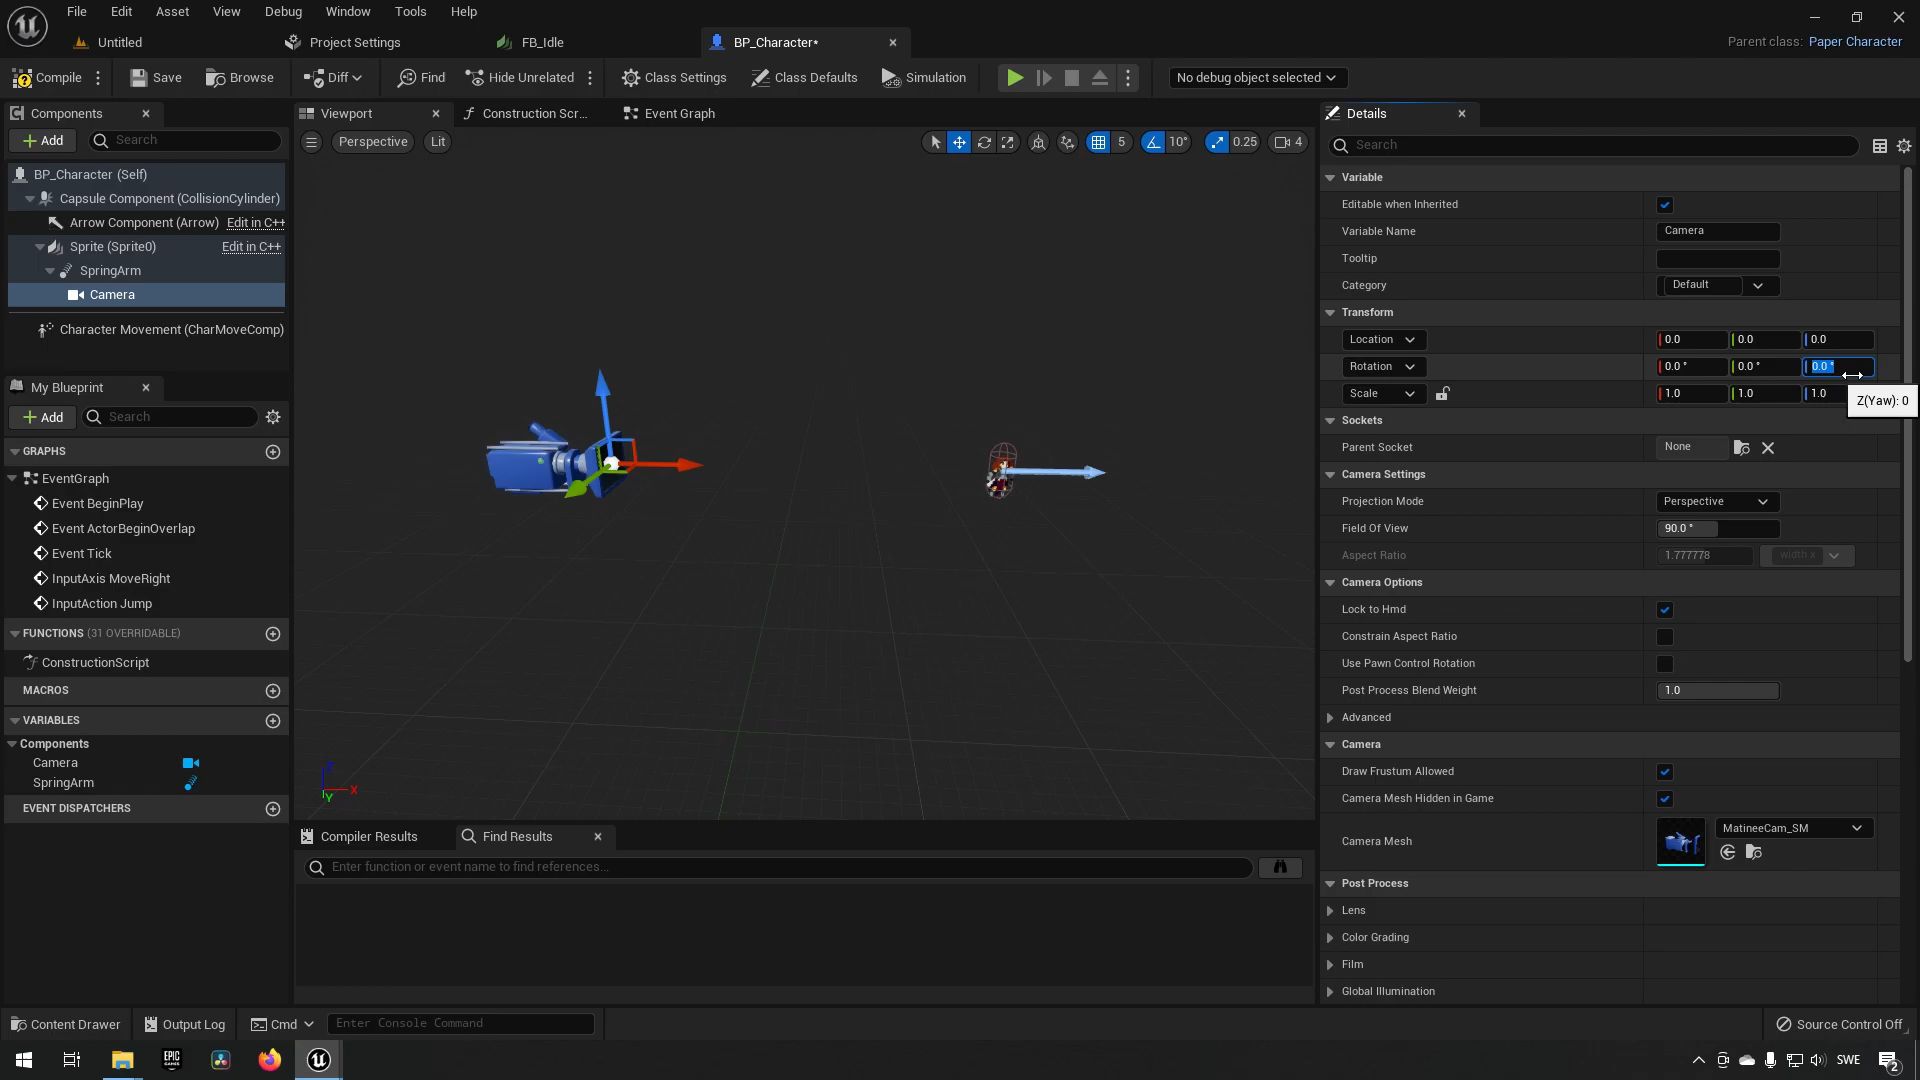 File Edit Asset View Debug Window Tools Help
Untitled Project Settings FB_Idle BP_Character*
Parent class: Paper Character
Compile Save Browse Diff Find Hide Unrelated Class Settings Class Defaults Simulation No debug object selected
Components
Add Search
BP_Character (Self)
Capsule Component (CollisionCylinder)
Arrow Component (Arrow) Edit in C++
Sprite (Sprite0) Edit in C++
SpringArm
Camera
Character Movement (CharMoveComp)
My Blueprint
Add Search
GRAPHS
EventGraph
Event BeginPlay
Event ActorBeginOverlap
Event Tick
InputAxis MoveRight
InputAction Jump
FUNCTIONS (31 OVERRIDABLE)
ConstructionScript
MACROS
VARIABLES
Components
Camera
SpringArm
EVENT DISPATCHERS
Viewport Construction Scr... Event Graph
Perspective Lit 5 10° 0.25 4
Z
X
Y
Compiler Results Find Results
Enter function or event name to find references...
Details
Search
Variable
Editable when Inherited
Variable Name Camera
Tooltip
Category Default
Transform
Location 0.0 0.0 0.0
Rotation 0.0 ° 0.0 ° 0.0 °
Scale 1.0 1.0 1.0
Z(Yaw): 0
Sockets
Parent Socket None
Camera Settings
Projection Mode Perspective
Field Of View 90.0 °
Aspect Ratio 1.777778 width x
Camera Options
Lock to Hmd
Constrain Aspect Ratio
Use Pawn Control Rotation
Post Process Blend Weight 1.0
Advanced
Camera
Draw Frustum Allowed
Camera Mesh Hidden in Game
Camera Mesh MatineeCam_SM
Post Process
Lens
Color Grading
Film
Global Illumination
Content Drawer Output Log Cmd Enter Console Command Source Control Off
EPIC GAMES
SWE 2